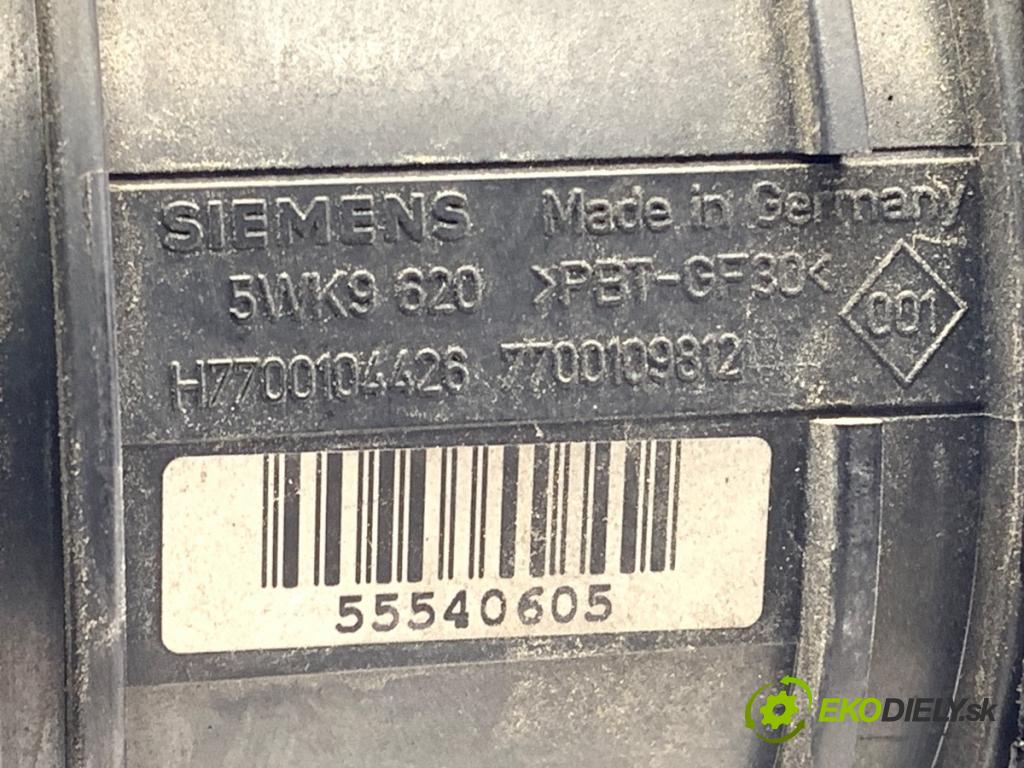 SIEMENS Made in Germany
5WK9 620 >PBT-GF30< 001
H7700104426 7700109812
55540605
EKODIELY.sk